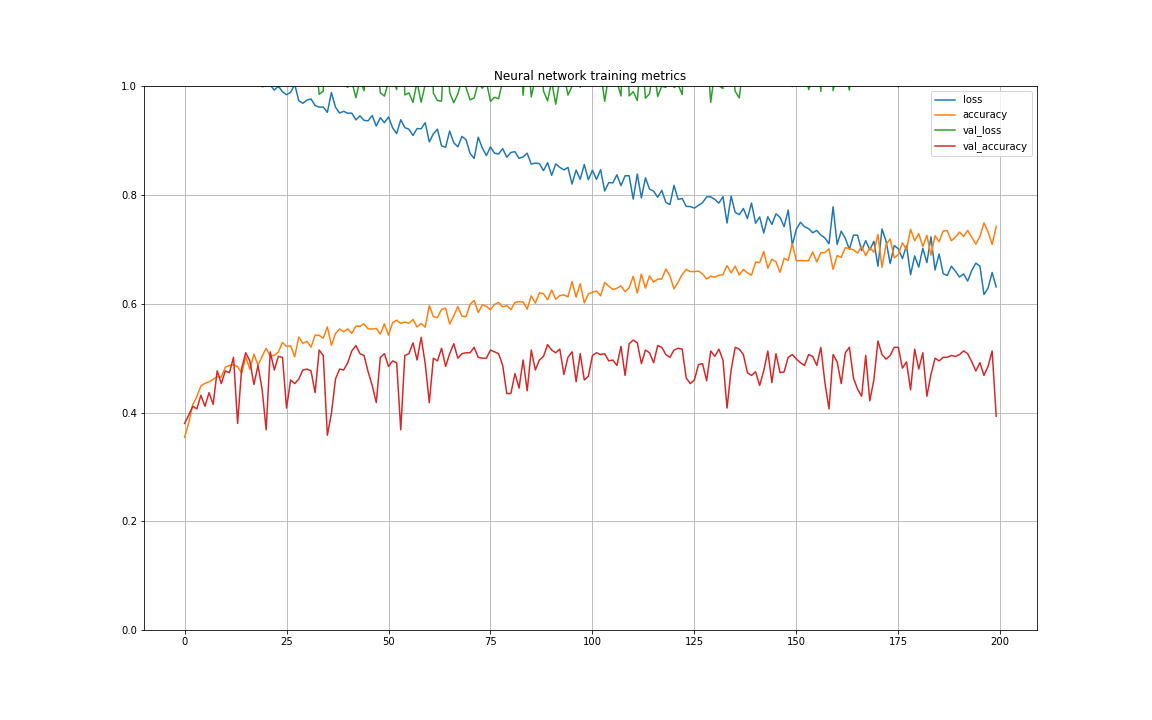 Neural network training metrics
1.0
0.8
0.6
0.4
0.2
0.0
loss
accuracy
val_loss
val_accuracy
0 25 50 75 100 125 150 175 200